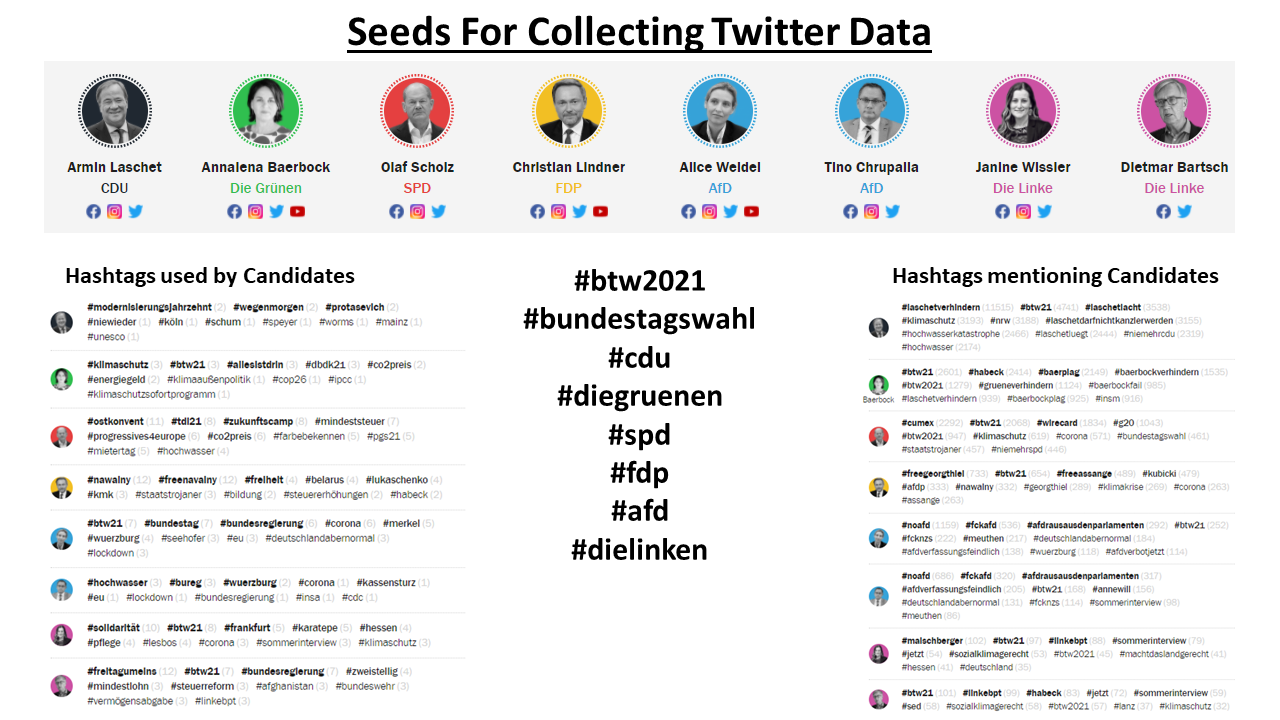 Seeds For Collecting Twitter Data
Armin Laschet
CDU
Annalena Baerbock
Die Grünen
Olaf Scholz
SPD
Christian Lindner
FDP
Alice Weidel
AfD
Tino Chrupalla
AfD
Janine Wissler
Die Linke
Dietmar Bartsch
Die Linke
Hashtags used by Candidates
#modernisierungsjahrzehnt (2) #wegenmorgen (2) #protasevich (2)
#niewieder (1) #köln (1) #schum (1) #speyer (1) #worms (1) #mainz (1)
#unesco (1)
#klimaschutz (3) #btw21 (3) #allesistdrin (3) #dbdk21 (3) #co2preis (2)
#energiegeld (2) #klimaaußenpolitik (1) #cop26 (1) #ipcc (1)
#klimaschutzsofortprogramm (1)
#ostkonvent (11) #tdl21 (8) #zukunftscamp (8) #mindeststeuer (7)
#progressives4europe (6) #co2preis (6) #farbebekennen (5) #pgs21 (5)
#mietertag (5) #hochwasser (4)
#nawalny (12) #freenavalny (12) #freiheit (4) #belarus (4) #lukaschenko (4)
#kmk (3) #staatstrojaner (3) #bildung (2) #steuererhöhungen (2) #habeck (2)
#btw21 (7) #bundestag (7) #bundesregierung (6) #corona (6) #merkel (5)
#wuerzburg (4) #seehofer (3) #eu (3) #deutschlandabernormal (3)
#lockdown (3)
#hochwasser (3) #bureg (3) #wuerzburg (2) #corona (1) #kassensturz (1)
#eu (1) #lockdown (1) #bundesregierung (1) #insa (1) #cdc (1)
#solidarität (10) #btw21 (8) #frankfurt (5) #karatepe (5) #hessen (4)
#pflege (4) #lesbos (4) #corona (3) #sommerinterview (3) #klimaschutz (3)
#freitagumeins (12) #btw21 (7) #bundesregierung (7) #zweistellig (4)
#mindestlohn (3) #steuerreform (3) #afghanistan (3) #bundeswehr (3)
#vermögensabgabe (3) #linkebpt (3)
#btw2021
#bundestagswahl
#cdu
#diegruenen
#spd
#fdp
#afd
#dielinken
Hashtags mentioning Candidates
#laschetverhindern (11515) #btw21 (4741) #laschetlacht (3538)
#klimaschutz (3193) #nrw (3188) #laschetdarfnichtkanzlerwerden (3155)
#hochwasserkatastrophe (2466) #laschetluegt (2444) #niemehrcdu (2319)
#hochwasser (2174)
#btw21 (2601) #habeck (2414) #baerplag (2149) #baerbockverhindern (1535)
#btw2021 (1279) #grueneverhindern (1124) #baerbockfail (985)
#laschetverhindern (939) #baerbockplag (925) #insm (916)
Baerbock
#cumex (2292) #btw21 (2068) #wirecard (1834) #g20 (1043)
#btw2021 (947) #klimaschutz (619) #corona (571) #bundestagswahl (461)
#staatstrojaner (457) #niemehrspd (446)
#freegeorgthiel (733) #btw21 (654) #freeassange (489) #kubicki (479)
#afdp (333) #nawalny (332) #georgthiel (289) #klimakrise (269) #corona (263)
#assange (263)
#noafd (1159) #fckafd (536) #afdrausausdenparlamenten (292) #btw21 (252)
#fcknzs (222) #meuthen (217) #deutschlandabernormal (184)
#afdverfassungsfeindlich (138) #wuerzburg (118) #afdverbotjetzt (114)
#noafd (686) #fckafd (320) #afdrausausdenparlamenten (317)
#afdverfassungsfeindlich (205) #btw21 (168) #annewill (156)
#deutschlandabernormal (131) #fcknzs (114) #sommerinterview (98)
#meuthen (86)
#maischberger (102) #btw21 (97) #linkebpt (88) #sommerinterview (79)
#jetzt (54) #sozialklimagerecht (53) #btw2021 (45) #machtdaslandgerecht (41)
#hessen (41) #deutschland (35)
#btw21 (101) #linkebpt (99) #habeck (83) #jetzt (72) #sommerinterview (59)
#sed (58) #sozialklimagerecht (58) #btw2021 (57) #lanz (37) #klimaschutz (32)